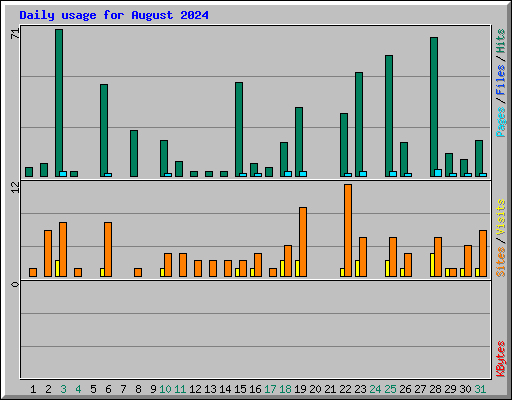 Daily usage for August 2024
71
12
0
Pages / Files / Hits
Sites / Visits
KBytes
1 2 3 4 5 6 7 8 9 10 11 12 13 14 15 16 17 18 19 20 21 22 23 24 25 26 27 28 29 30 31